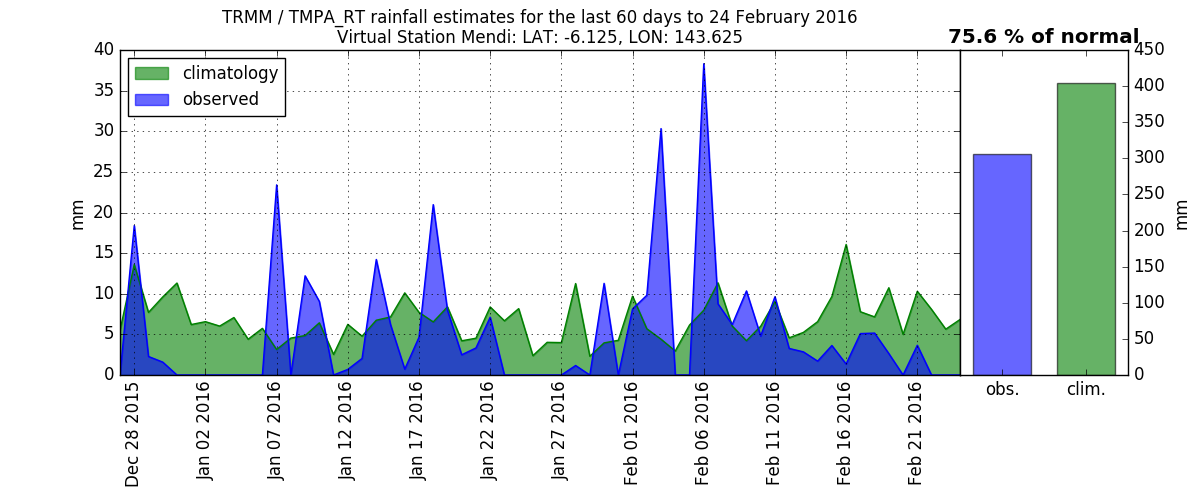 TRMM / TMPA_RT rainfall estimates for the last 60 days to 24 February 2016
Virtual Station Mendi: LAT: -6.125, LON: 143.625
75.6 % of normal
climatology
observed
mm
40
35
30
25
20
15
10
5
0
Dec 28 2015
Jan 02 2016
Jan 07 2016
Jan 12 2016
Jan 17 2016
Jan 22 2016
Jan 27 2016
Feb 01 2016
Feb 06 2016
Feb 11 2016
Feb 16 2016
Feb 21 2016
450
400
350
300
250
200
150
100
50
0
mm
obs.
clim.